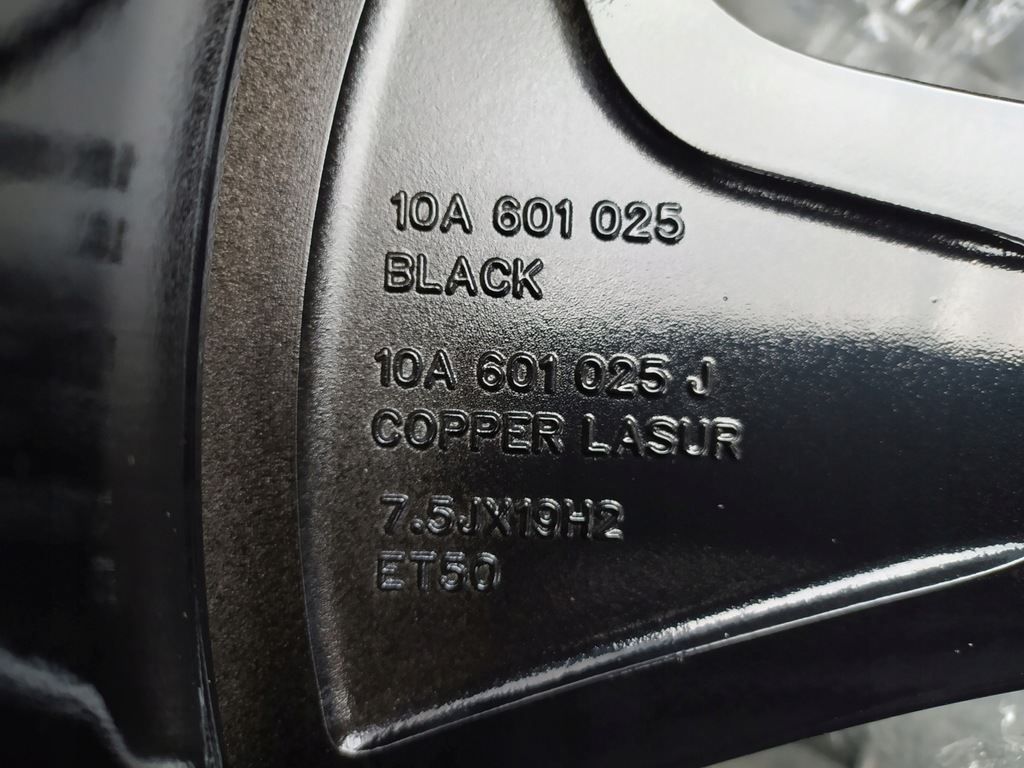 10A 601 025
BLACK
10A 601 025 J
COPPER LASUR
7.5JX19H2
ET50